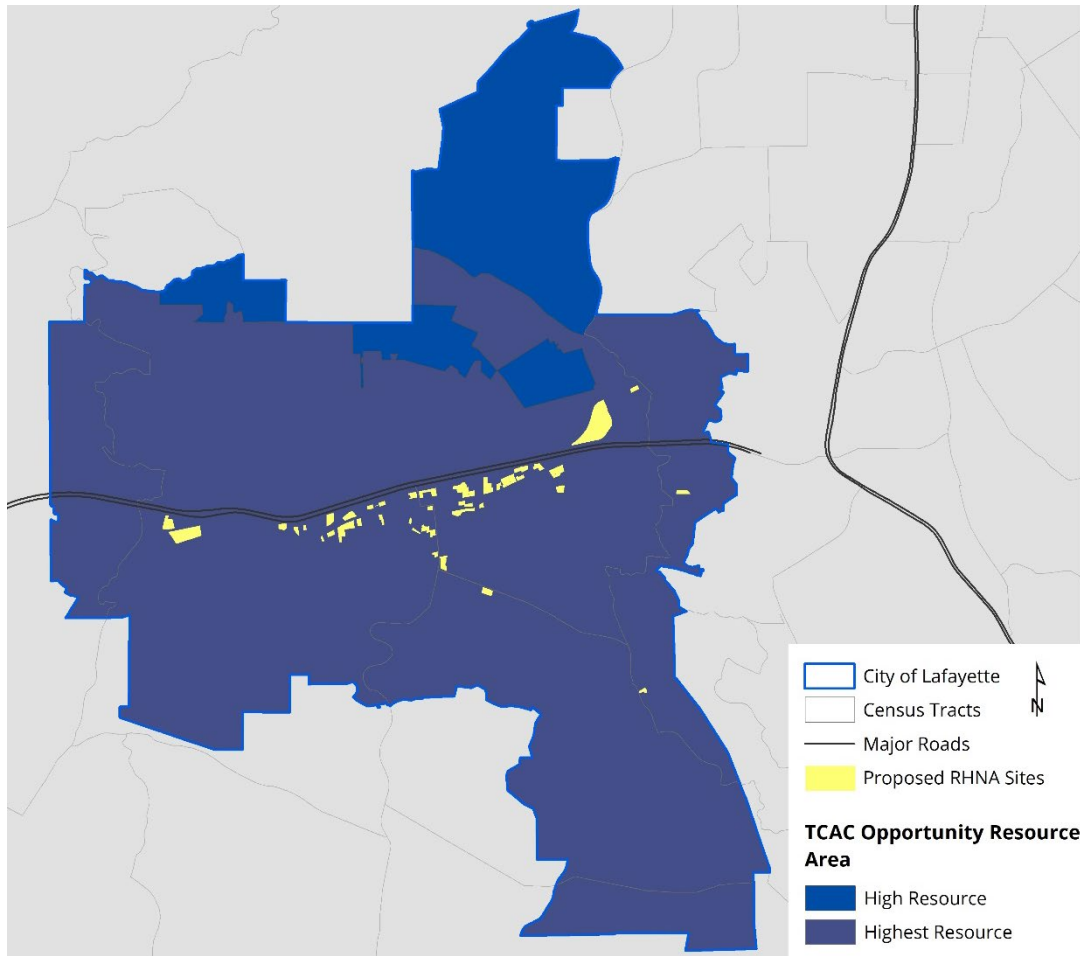 City of Lafayette
N
Census Tracts
Major Roads
Proposed RHNA Sites
TCAC Opportunity Resource
Area
High Resource
Highest Resource